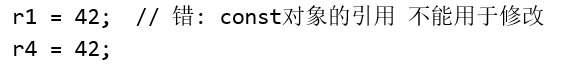 r1 = 42;  // 错: const对象的引用 不能用于修改
r4 = 42;